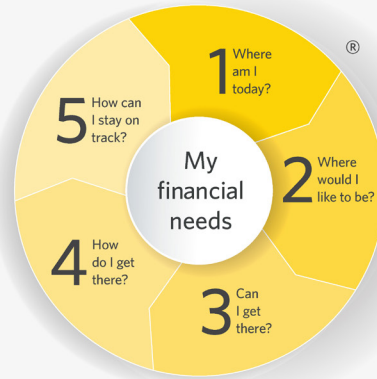 My
financial
needs
1 Where
am I
today?
®
2 Where
would I
like to be?
3 Can
I get
there?
4 How
do I get
there?
5 How can
I stay on
track?